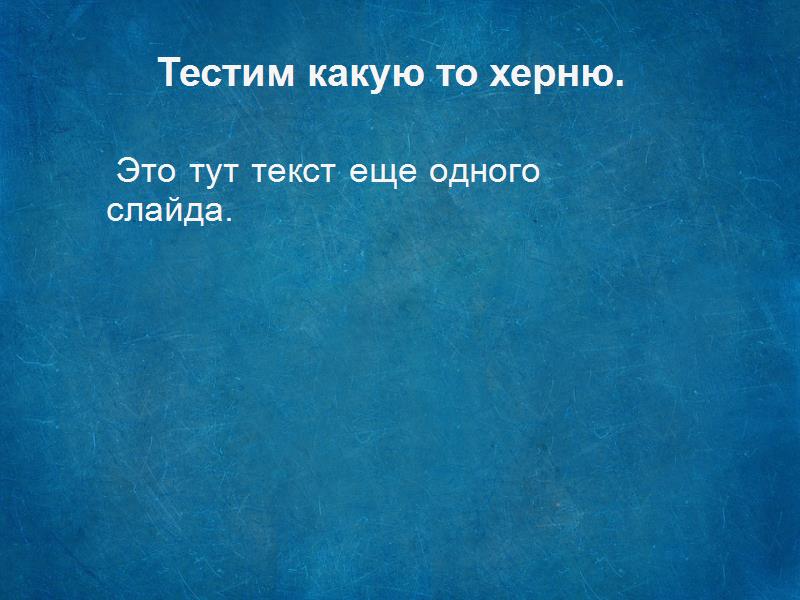 Тестим какую то херню.
Это тут текст еще одного
слайда.